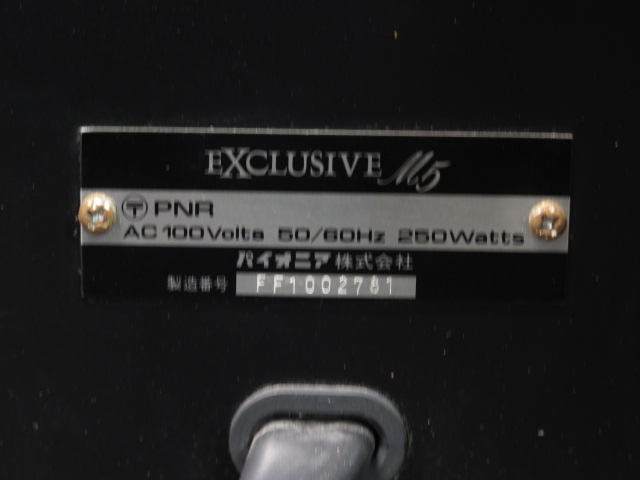 EXCLUSIVE M5
〒 PNR
AC 100Volts 50/60Hz 250Watts
パイオニア株式会社
製造番号 FF1002781